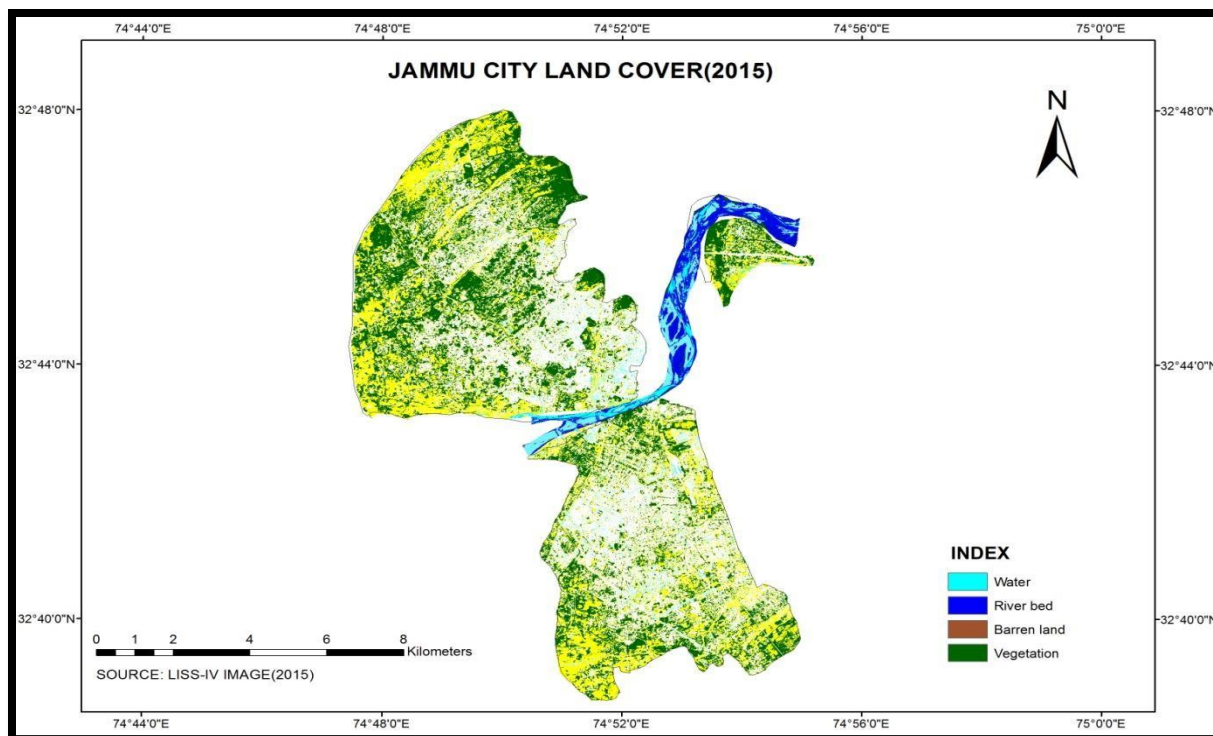 74°44'0"E 74°48'0"E 74°52'0"E 74°56'0"E 75°0'0"E
JAMMU CITY LAND COVER(2015)
32°48'0"N 32°48'0"N
N
32°44'0"N 32°44'0"N
INDEX
Water
River bed
Barren land
Vegetation
32°40'0"N 32°40'0"N
0 1 2 4 6 8
Kilometers
SOURCE: LISS-IV IMAGE(2015)
74°44'0"E 74°48'0"E 74°52'0"E 74°56'0"E 75°0'0"E